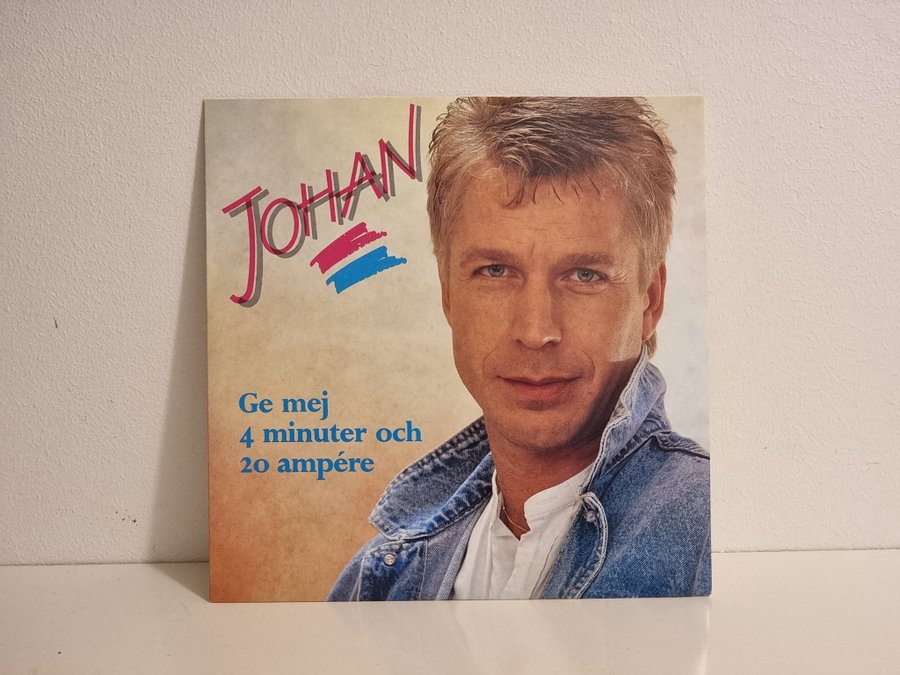 JOHAN
Ge mej
4 minuter och
20 ampére